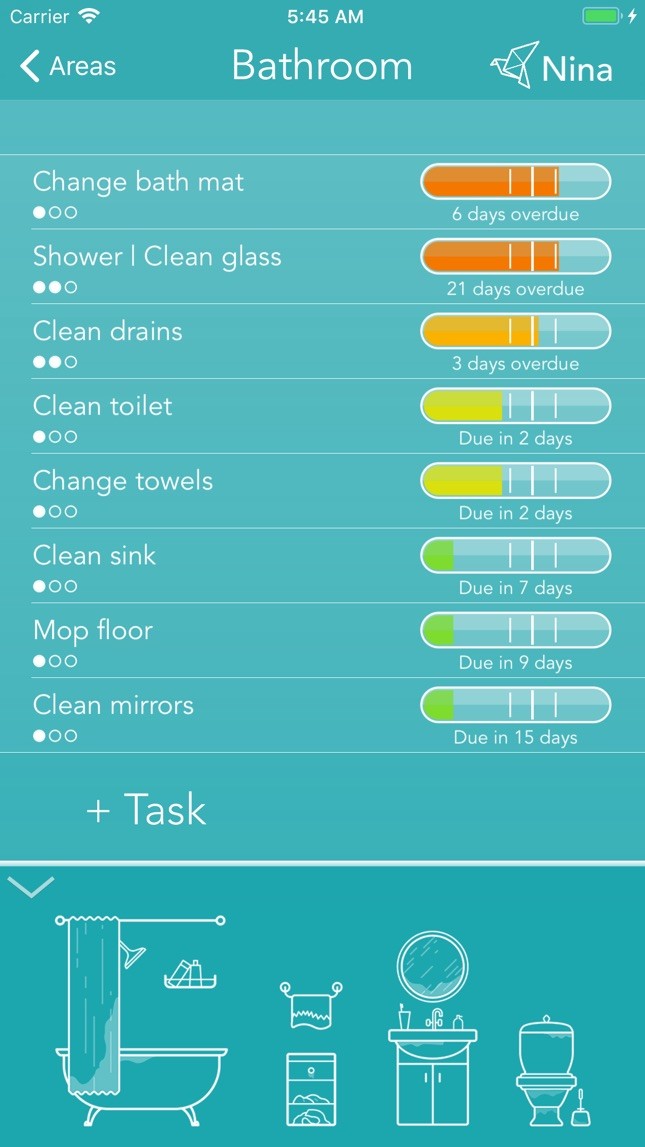 Carrier 5:45 AM
Areas Bathroom Nina
Change bath mat
6 days overdue
Shower | Clean glass
21 days overdue
Clean drains
3 days overdue
Clean toilet
Due in 2 days
Change towels
Due in 2 days
Clean sink
Due in 7 days
Mop floor
Due in 9 days
Clean mirrors
Due in 15 days
+ Task